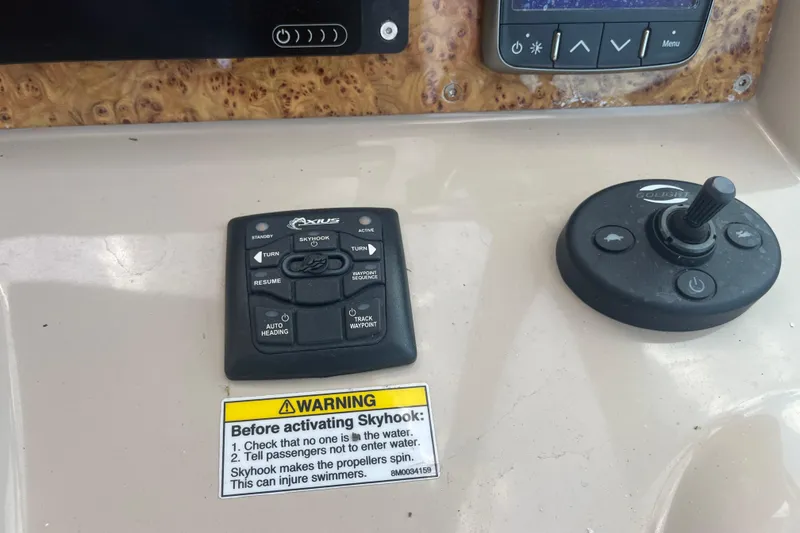 Menu
AXIUS
STANDBY
ACTIVE
SKYHOOK
TURN
TURN
RESUME
WAYPOINT
SEQUENCE
AUTO
HEADING
TRACK
WAYPOINT
WARNING
Before activating Skyhook:
1. Check that no one is in the water.
2. Tell passengers not to enter water.
Skyhook makes the propellers spin.
This can injure swimmers. 8M0034159